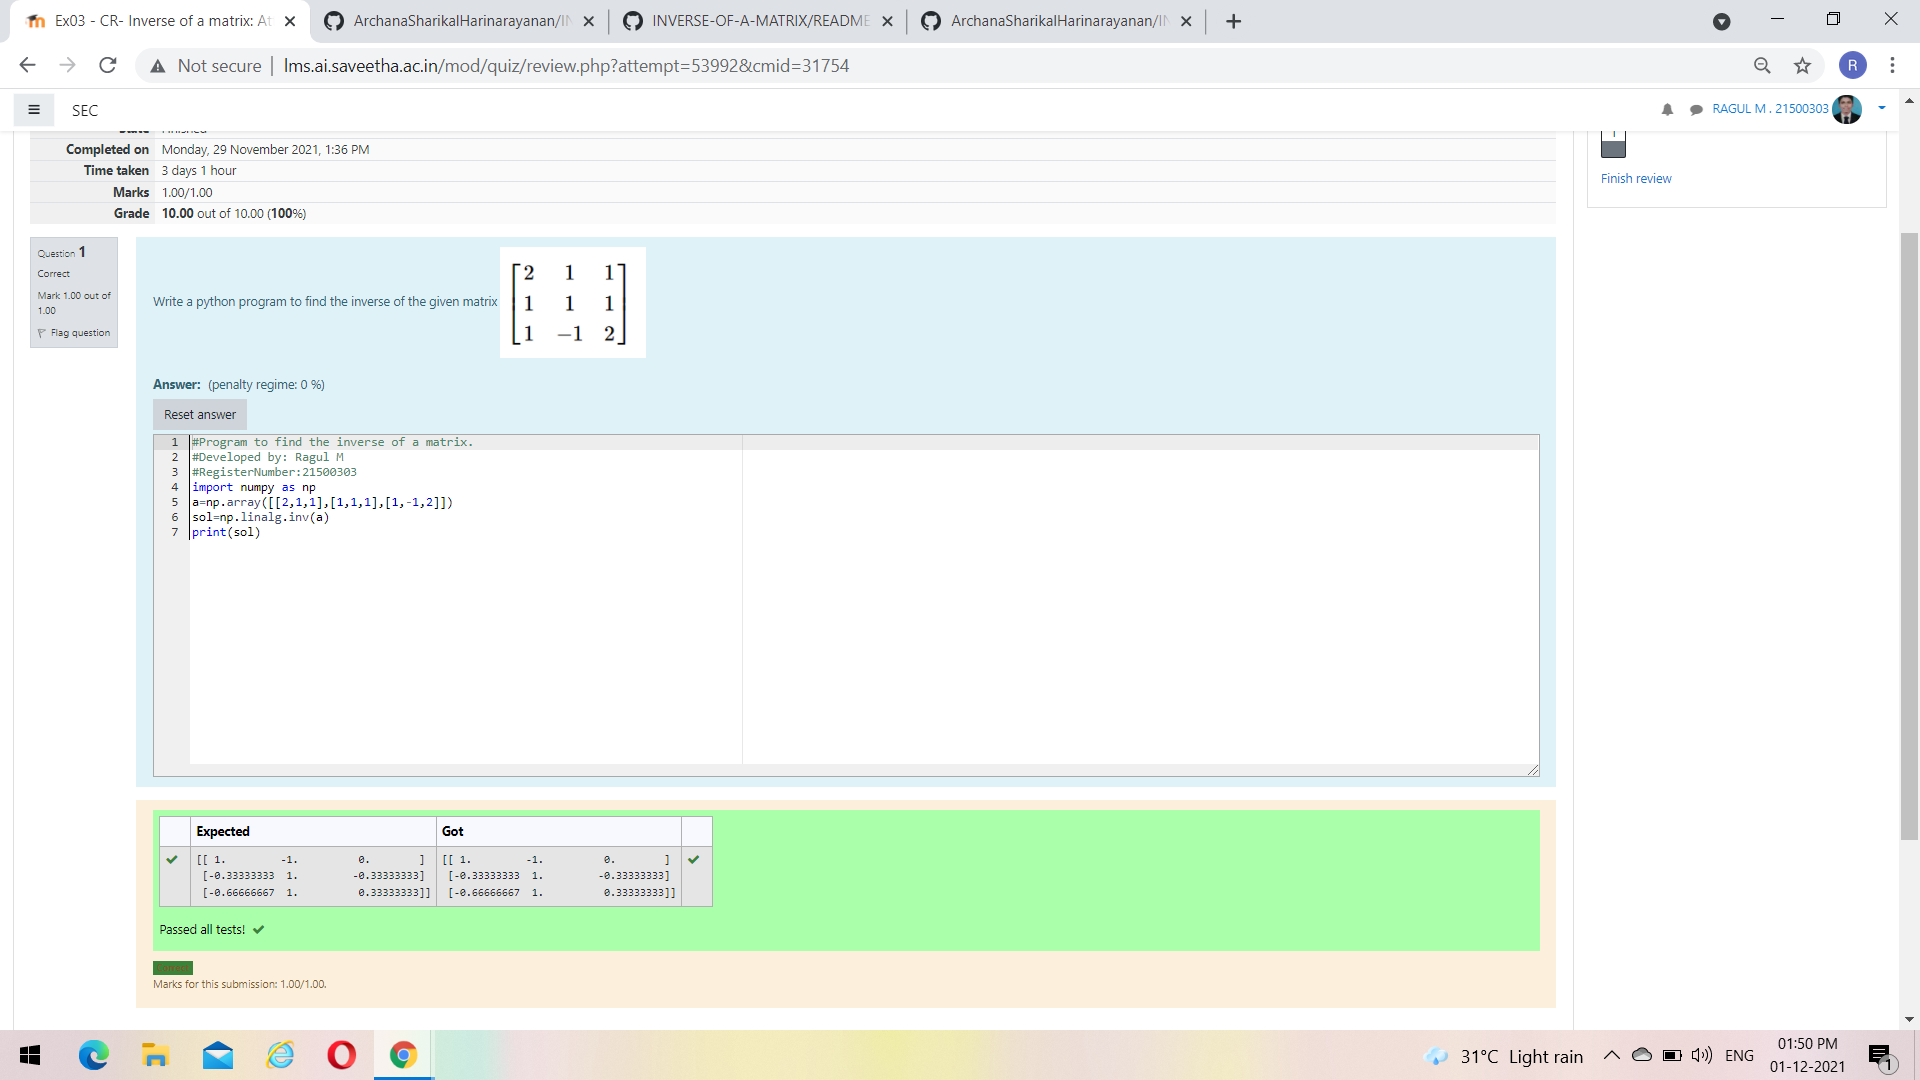 Ex03 - CR- Inverse of a matrix: At
ArchanaSharikalHarinarayanan/IN
INVERSE-OF-A-MATRIX/README
ArchanaSharikalHarinarayanan/IN
Not secure
lms.ai.saveetha.ac.in/mod/quiz/review.php?attempt=53992&cmid=31754
R
SEC
RAGUL M . 21500303
Completed on Monday, 29 November 2021, 1:36 PM
Time taken 3 days 1 hour
Marks 1.00/1.00
Grade 10.00 out of 10.00 (100%)
Finish review
Question 1
Correct
Mark 1.00 out of
1.00
Flag question
Write a python program to find the inverse of the given matrix
2 1 1
1 1 1
1 −1 2
Answer: (penalty regime: 0 %)
Reset answer
1 #Program to find the inverse of a matrix.
2 #Developed by: Ragul M
3 #RegisterNumber:21500303
4 import numpy as np
5 a=np.array([[2,1,1],[1,1,1],[1,-1,2]])
6 sol=np.linalg.inv(a)
7 print(sol)
Expected Got
[[ 1. -1. 0. ] [[ 1. -1. 0. ]
[-0.33333333 1. -0.33333333] [-0.33333333 1. -0.33333333]
[-0.66666667 1. 0.33333333]] [-0.66666667 1. 0.33333333]]
Passed all tests!
Marks for this submission: 1.00/1.00.
31°C Light rain
ENG
01:50 PM
01-12-2021
1